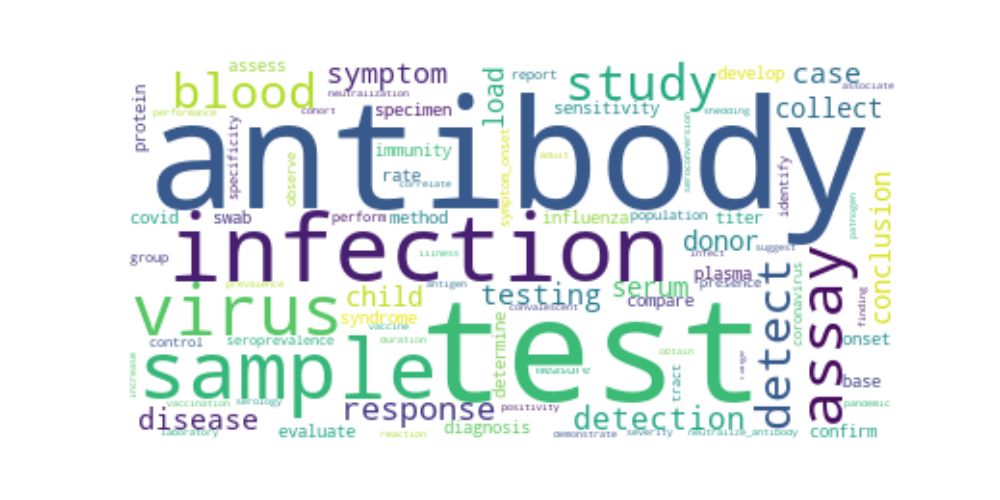 assess
symptom
load
report
study
develop
case
associate
protein
blood
neutralization
performance
cohort
specimen
sensitivity
shedding
collect
antibody
specificity
observe
immunity
symptom_onset
adult
seroconversion
identify
rate
correlate
covid
swab
perform
method
influenza
population
titer
pathogen
conclusion
group
infection
illness
donor
infect
suggest
assay
prevalence
antigen
plasma
presence
detect
coronavirus
finding
virus
child
testing
serum
compare
syndrome
convalescent
vaccine
test
control
seroprevalence
duration
determine
onset
increase
sample
measure
obtain
tract
base
vaccination
serology
response
positivity
pandemic
disease
detection
laboratory
evaluate
reaction
diagnosis
demonstrate
severity
neutralize_antibody
confirm